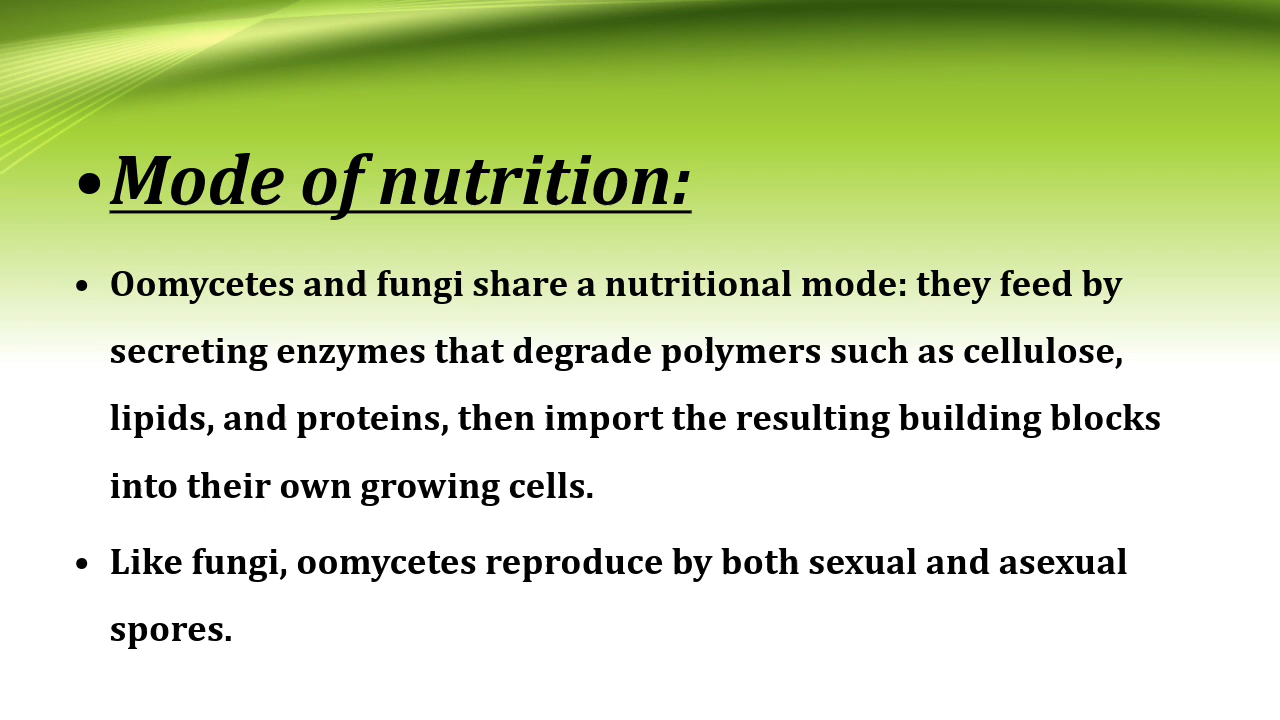 • Mode of nutrition:
• Oomycetes and fungi share a nutritional mode: they feed by
secreting enzymes that degrade polymers such as cellulose,
lipids, and proteins, then import the resulting building blocks
into their own growing cells.
• Like fungi, oomycetes reproduce by both sexual and asexual
spores.